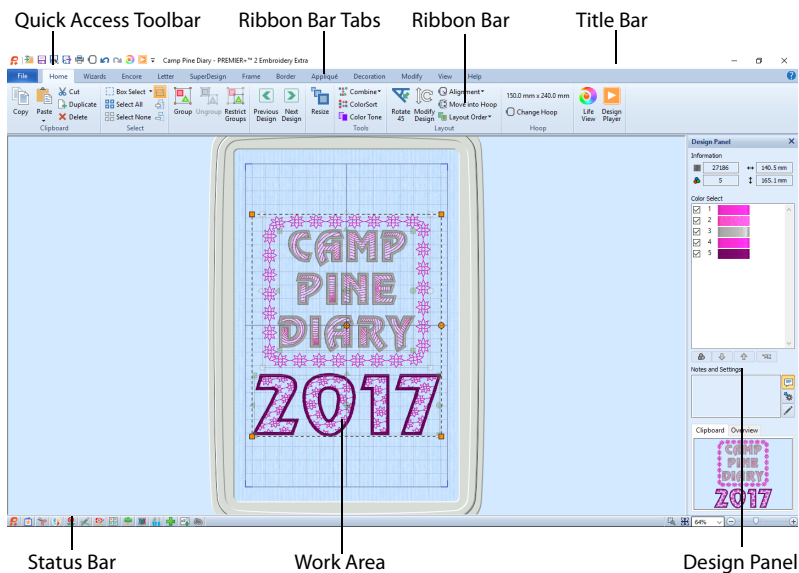 Quick Access Toolbar Ribbon Bar Tabs Ribbon Bar Title Bar
Camp Pine Diary - PREMIER+™ 2 Embroidery Extra
File Home Wizards Encore Letter SuperDesign Frame Border Appliqué Decoration Modify View Help
Copy Paste Cut Duplicate Delete Clipboard
Box Select Select All Select None Select
Group Ungroup Restrict Groups
Previous Design Next Design
Resize Combine ColorSort Color Tone Tools
Rotate 45 Modify Design Alignment Move into Hoop Layout Order Layout
150.0 mm x 240.0 mm Change Hoop Hoop
Life View Design Player
Design Panel
Information
27186 140.5 mm
5 165.1 mm
Color Select
1
2
3
4
5
Notes and Settings
Clipboard Overview
CAMP
PINE
DIARY
2017
CAMP
PINE
DIARY
2017
64%
Status Bar Work Area Design Panel